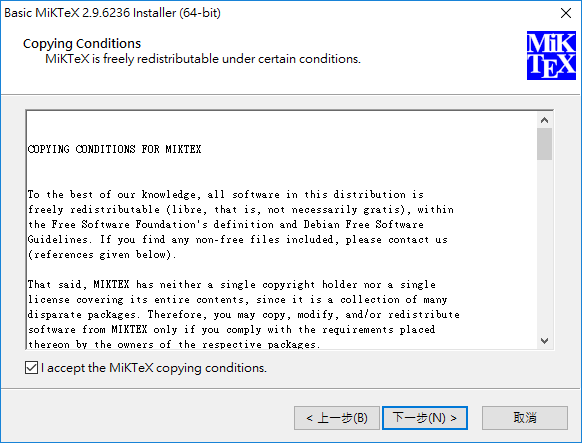 Basic MiKTeX 2.9.6236 Installer (64-bit)
Copying Conditions
MiKTeX is freely redistributable under certain conditions.
MiK
TEX
COPYING CONDITIONS FOR MIKTEX
To the best of our knowledge, all software in this distribution is
freely redistributable (libre, that is, not necessarily gratis), within
the Free Software Foundation's definition and Debian Free Software
Guidelines. If you find any non-free files included, please contact us
(references given below).
That said, MIKTEX has neither a single copyright holder nor a single
license covering its entire contents, since it is a collection of many
disparate packages. Therefore, you may copy, modify, and/or redistribute
software from MIKTEX only if you comply with the requirements placed
thereon by the owners of the respective packages.
I accept the MiKTeX copying conditions.
< 上一步(B)
下一步(N) >
取消